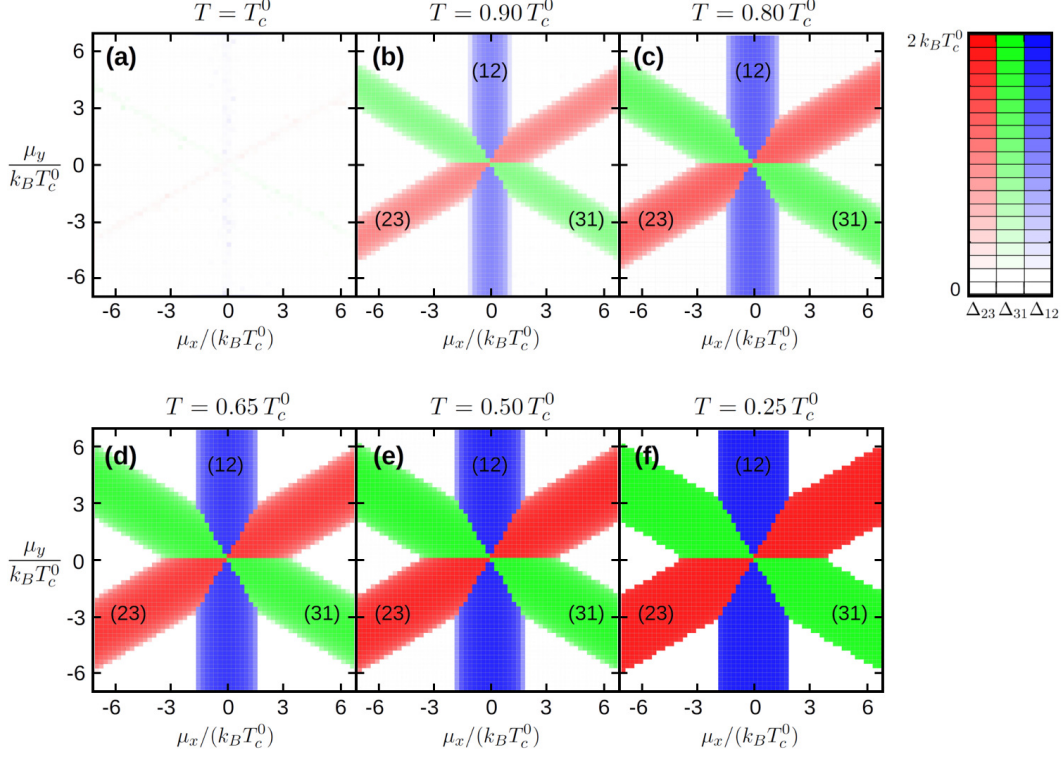 T = T_c^0
T = 0.90 T_c^0
T = 0.80 T_c^0
(a)
(b)
(c)
(12)
(12)
(23)
(31)
(23)
(31)
6
3
0
-3
-6
μ_y / k_B T_c^0
-6 -3 0 3 6
-6 -3 0 3 6
-6 -3 0 3 6
μ_x/(k_B T_c^0)
μ_x/(k_B T_c^0)
μ_x/(k_B T_c^0)
2 k_B T_c^0
0
Δ_23 Δ_31 Δ_12
T = 0.65 T_c^0
T = 0.50 T_c^0
T = 0.25 T_c^0
(d)
(e)
(f)
(12)
(12)
(12)
(23)
(31)
(23)
(31)
(23)
(31)
6
3
0
-3
-6
μ_y / k_B T_c^0
-6 -3 0 3 6
-6 -3 0 3 6
-6 -3 0 3 6
μ_x/(k_B T_c^0)
μ_x/(k_B T_c^0)
μ_x/(k_B T_c^0)